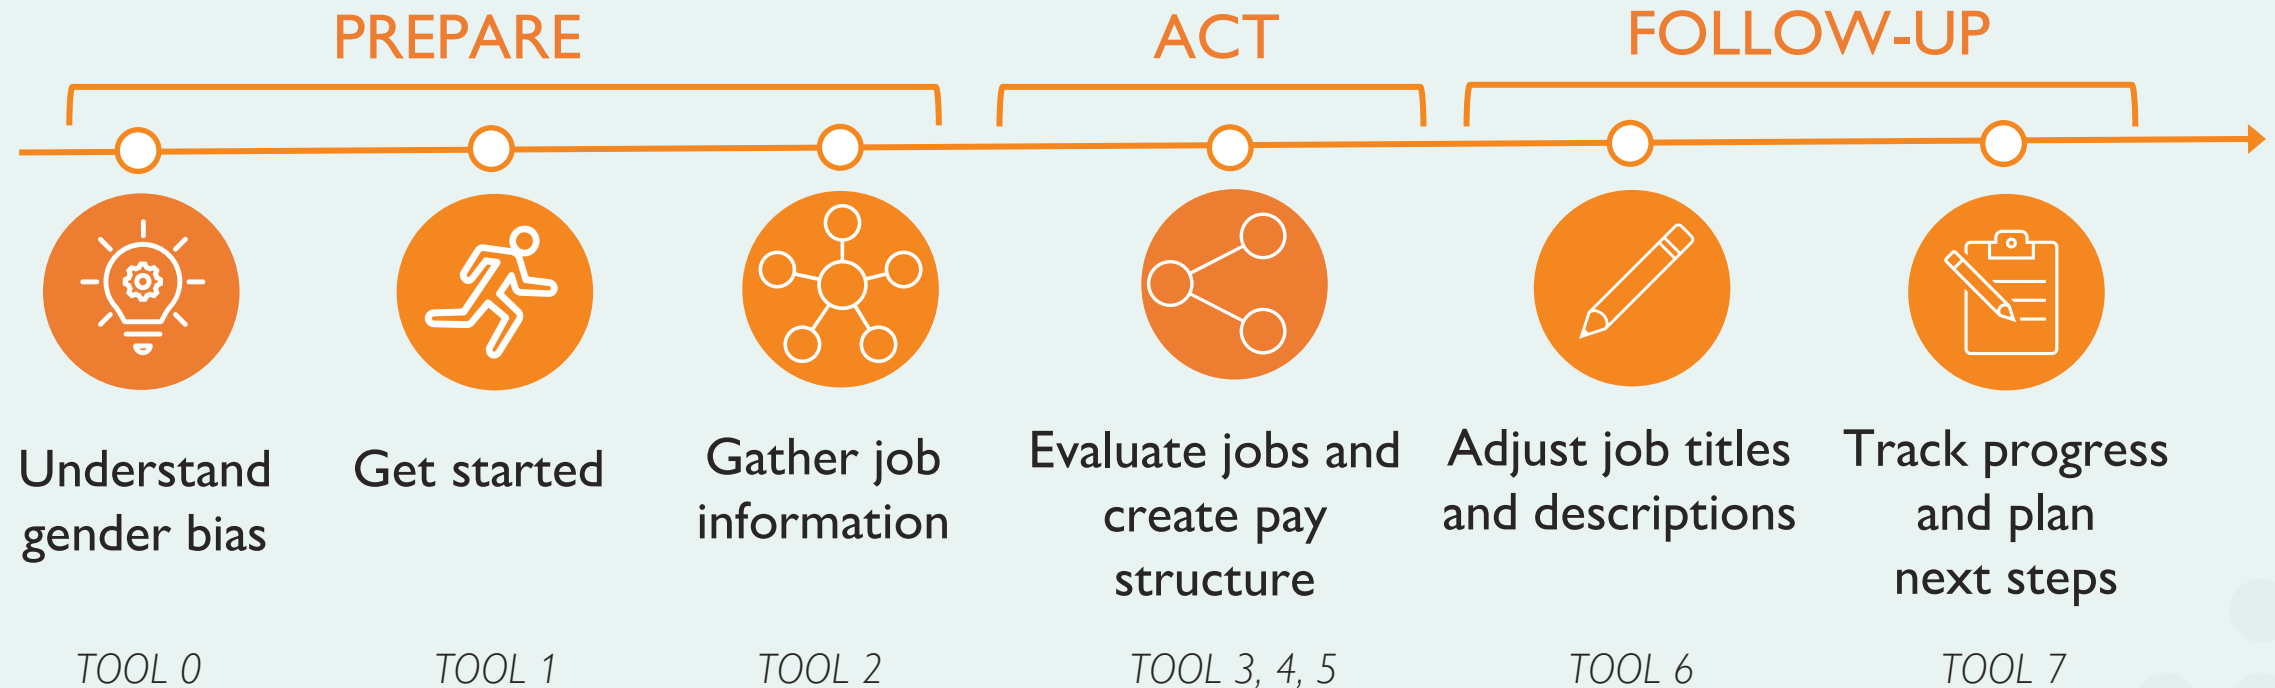 PREPARE
ACT
FOLLOW-UP
Understand
gender bias
Get started
Gather job
information
Evaluate jobs and
create pay
structure
Adjust job titles
and descriptions
Track progress
and plan
next steps
TOOL 0
TOOL 1
TOOL 2
TOOL 3, 4, 5
TOOL 6
TOOL 7